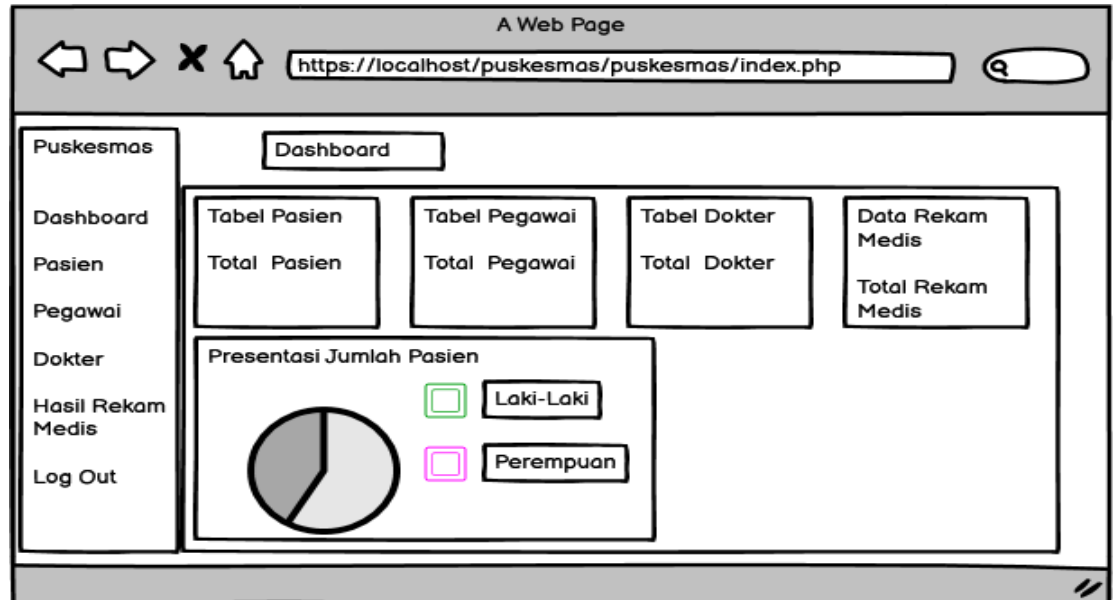 A Web Page
https://localhost/puskesmas/puskesmas/index.php
Puskesmas
Dashboard
Pasien
Pegawai
Dokter
Hasil Rekam
Medis
Log Out
Dashboard
Tabel Pasien
Total Pasien
Tabel Pegawai
Total Pegawai
Tabel Dokter
Total Dokter
Data Rekam
Medis
Total Rekam
Medis
Presentasi Jumlah Pasien
Laki-Laki
Perempuan